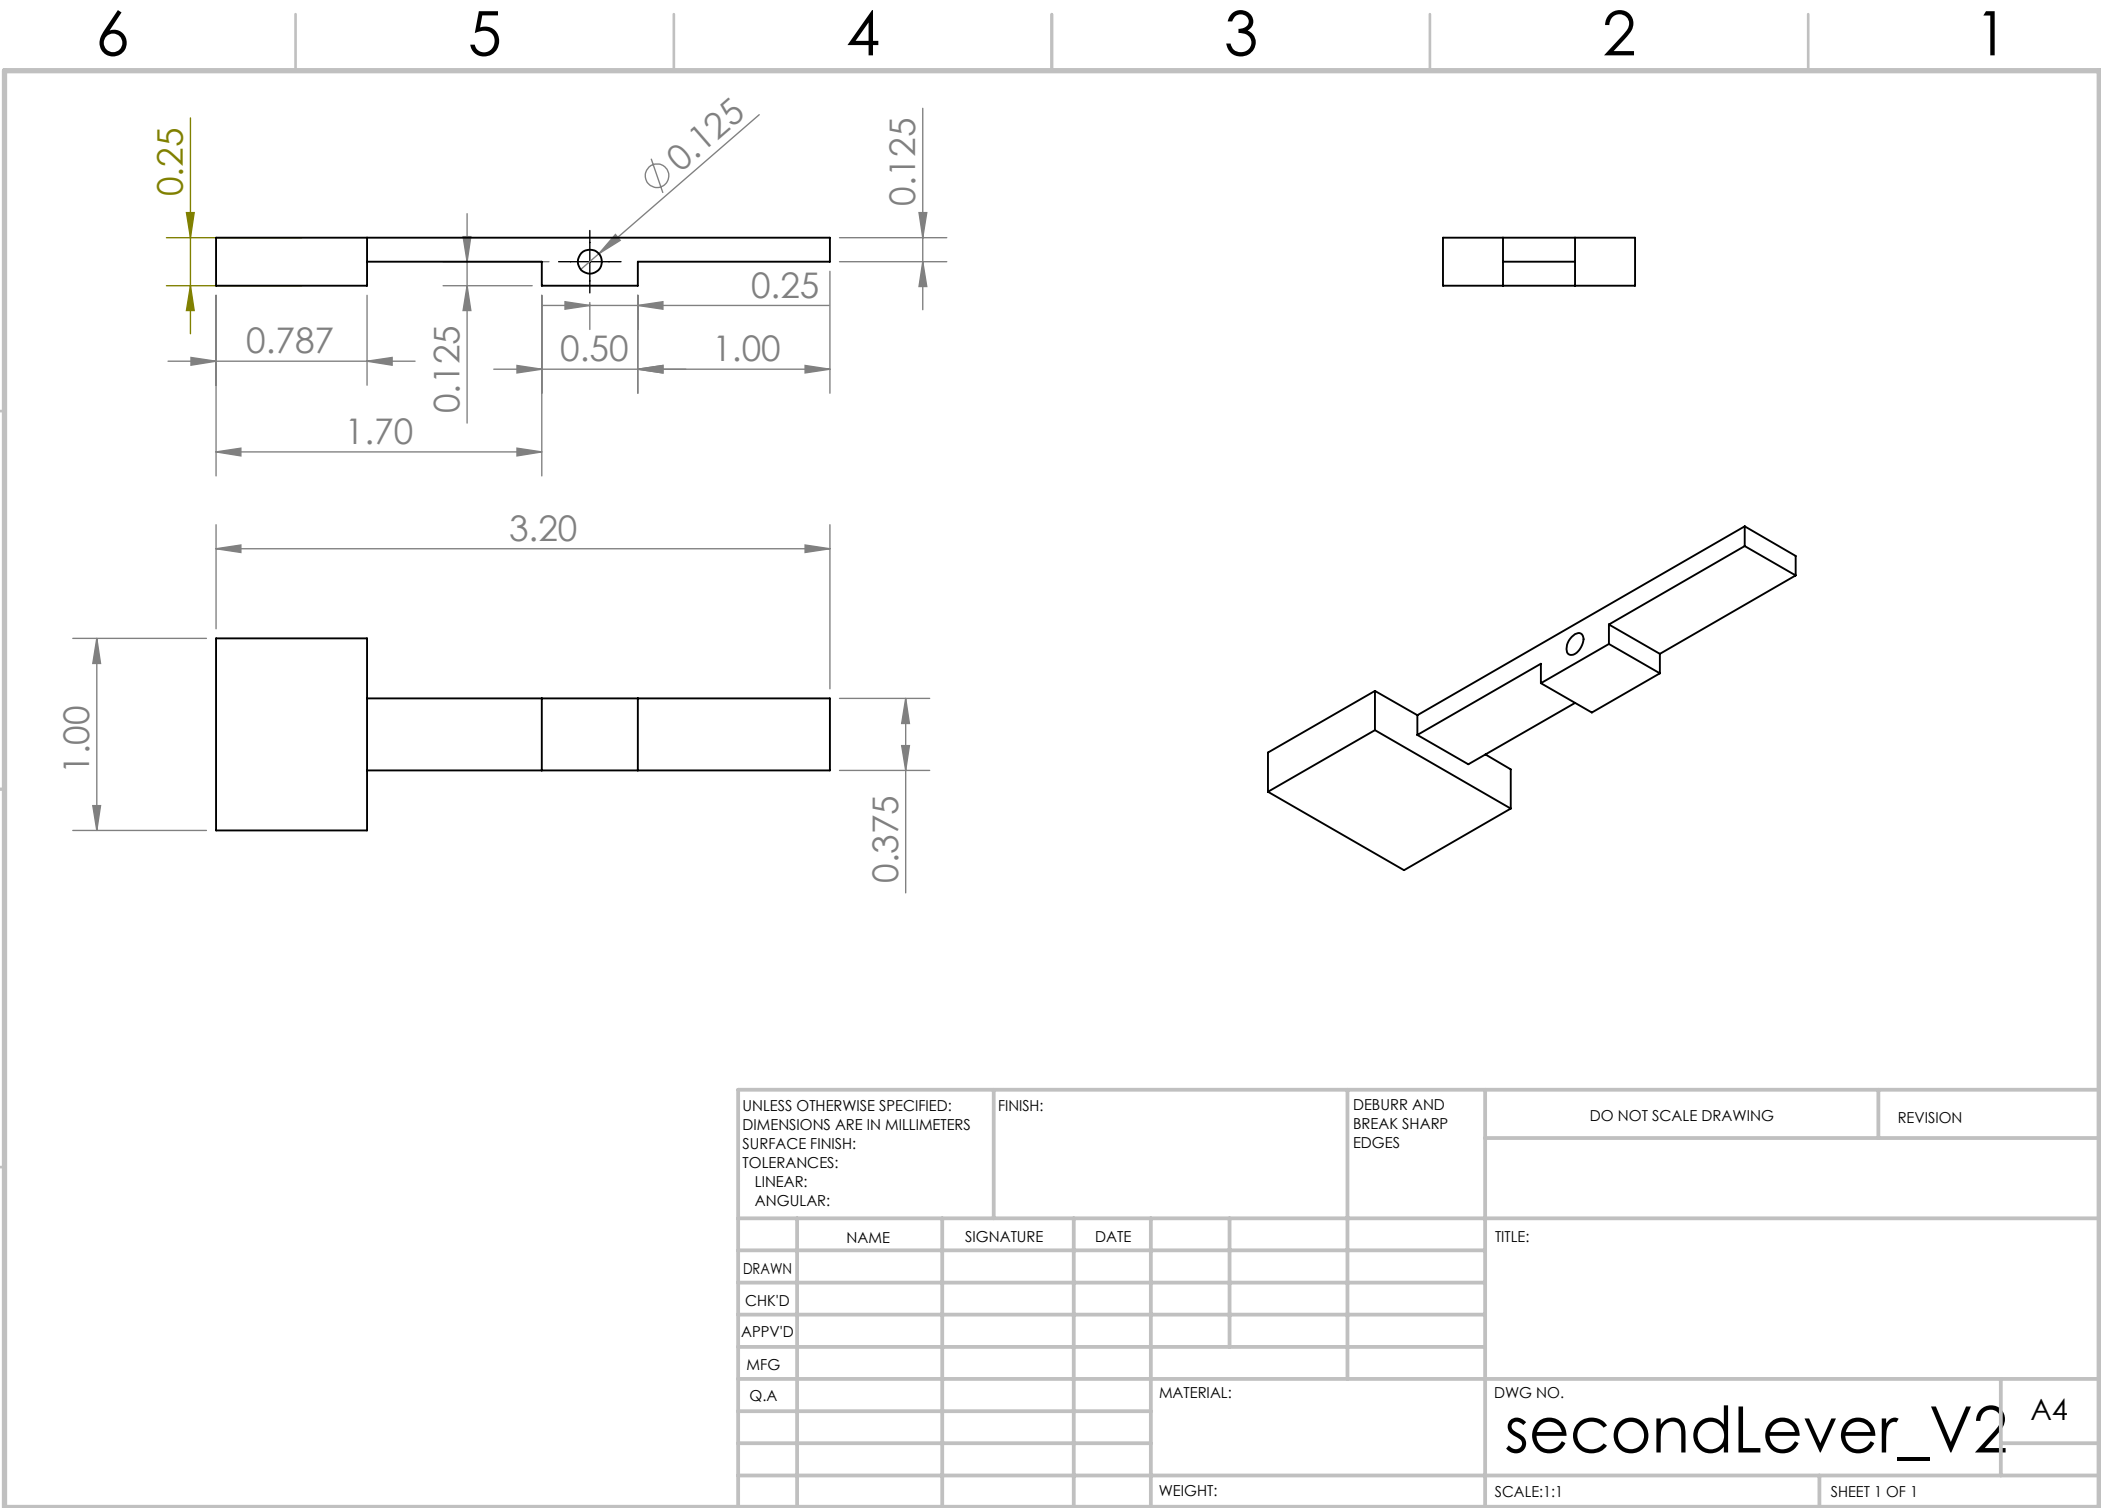 6 5 4 3 2 1
0.25
Ø0.125
0.125
0.25
0.787
0.125
0.50
1.00
1.70
3.20
1.00
0.375
UNLESS OTHERWISE SPECIFIED:
DIMENSIONS ARE IN MILLIMETERS
SURFACE FINISH:
TOLERANCES:
LINEAR:
ANGULAR:
FINISH:
DEBURR AND
BREAK SHARP
EDGES
DO NOT SCALE DRAWING
REVISION
NAME SIGNATURE DATE
TITLE:
DRAWN
CHK'D
APPV'D
MFG
Q.A
MATERIAL:
DWG NO.
secondLever_V2
A4
WEIGHT:
SCALE:1:1
SHEET 1 OF 1